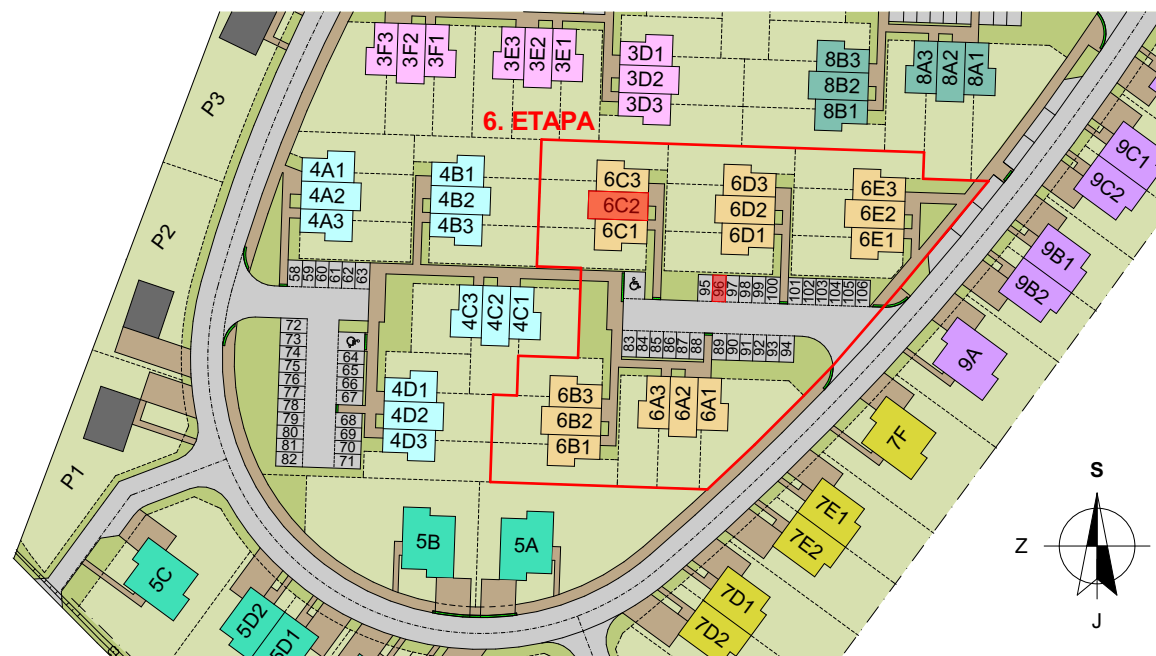 P3
3F3
3F2
3F1
3E3
3E2
3E1
3D1
3D2
3D3
8B3
8B2
8B1
8A3
8A2
8A1
6. ETAPA
9C1
9C2
P2
4A1
4A2
4A3
4B1
4B2
4B3
6C3
6C2
6C1
6D3
6D2
6D1
6E3
6E2
6E1
9B1
9B2
58
59
60
61
62
63
95
96
97
98
99
100
101
102
103
104
105
106
4C3
4C2
4C1
72
73
74
75
76
77
78
79
80
81
82
64
65
66
67
68
69
70
71
83
84
85
86
87
88
89
90
91
92
93
94
9A
4D1
4D2
4D3
6B3
6B2
6B1
6A3
6A2
6A1
7F
P1
7E1
7E2
5B
5A
5C
5D2
5D1
7D1
7D2
S
Z
J